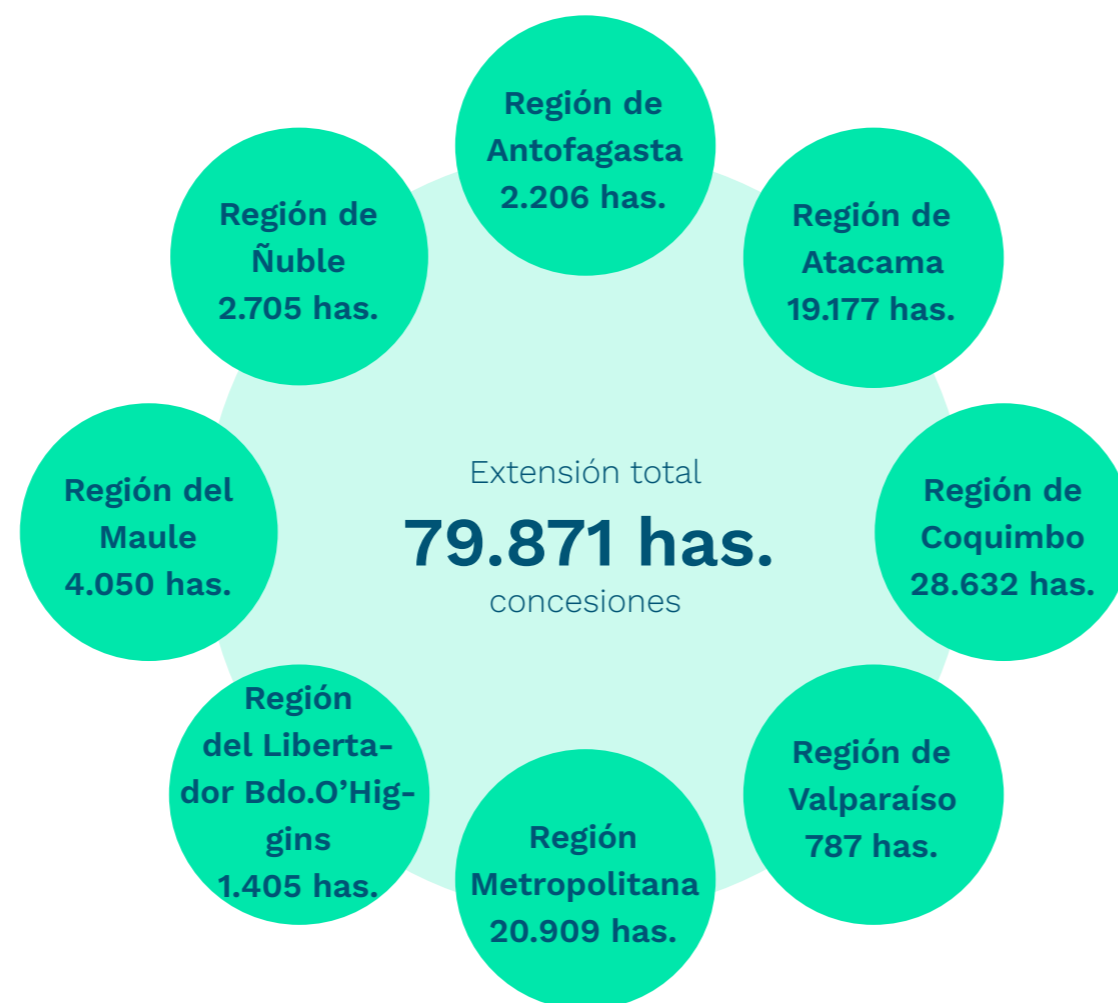 Región de
Antofagasta
2.206 has.
Región de
Atacama
19.177 has.
Región de
Ñuble
2.705 has.
Región del
Maule
4.050 has.
Extensión total
79.871 has.
concesiones
Región de
Coquimbo
28.632 has.
Región
del Liberta-
dor Bdo.O’Hig-
gins
1.405 has.
Región
Metropolitana
20.909 has.
Región de
Valparaíso
787 has.